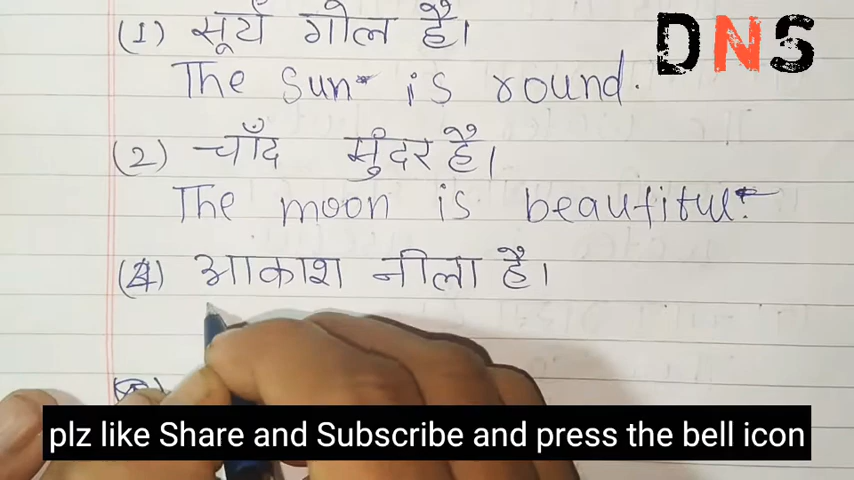 (1) सूर्य गोल है।
DNS
The sun is round.
(2) चाँद सुंदर है।
The moon is beautiful.
आकाश नीला है।
plz like Share and Subscribe and press the bell icon